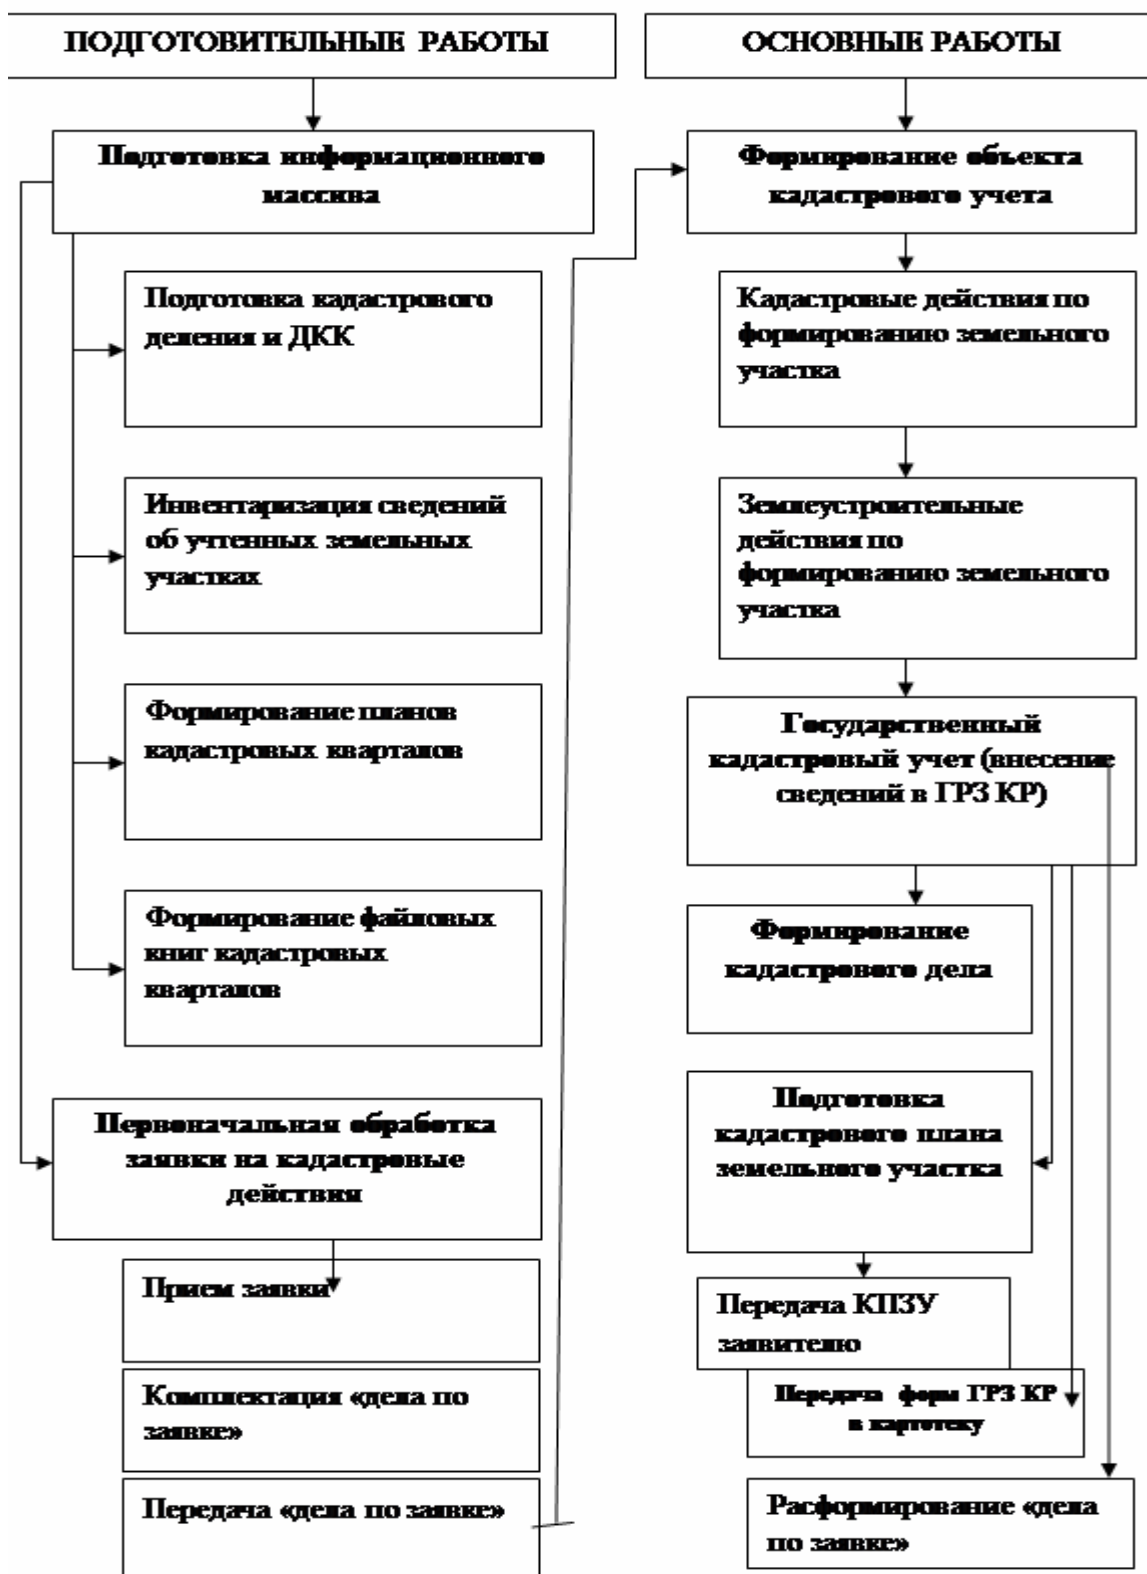 ПОДГОТОВИТЕЛЬНЫЕ РАБОТЫ
Подготовка информационного
массива
Подготовка кадастрового
деления и ДКК
Инвентаризация сведений
об учтенных земельных
участках
Формирование планов
кадастровых кварталов
Формирование файловых
книг кадастровых
кварталов
Первоначальная обработка
заявки на кадастровые
действия
Прием заявки
Комплектация «дела по
заявке»
Передача «дела по заявке»
ОСНОВНЫЕ РАБОТЫ
Формирование объекта
кадастрового учета
Кадастровые действия по
формированию земельного
участка
Землеустроительные
действия по
формированию земельного
участка
Государственный
кадастровый учет (внесение
сведений в ГРЗ КР)
Формирование
кадастрового дела
Подготовка
кадастрового плана
земельного участка
Передача КПЗУ
заявителю
Передача форм ГРЗ КР
в картотеку
Расформирование «дела
по заявке»